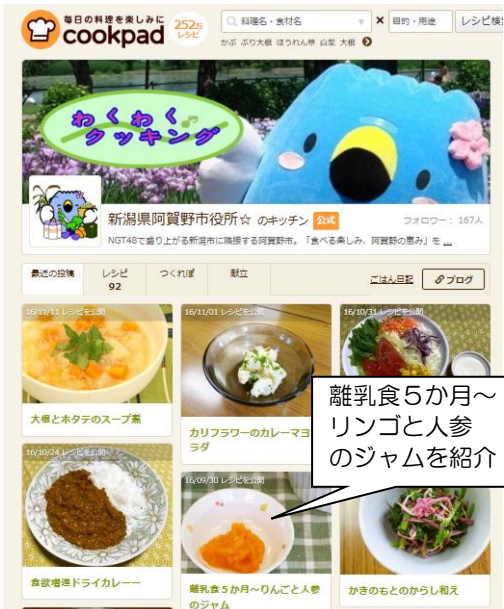 毎日の料理を楽しみに
cookpad
252万
レシピ
料理名・食材名
目的・用途
レシピ検
かぶ ぶり大根 ほうれん草 白菜 大根
わくわく
クッキング
新潟県阿賀野市役所☆ のキッチン 公式
フォロワー: 167人
NGT48で盛り上がる新潟市に隣接する阿賀野市。「食べる楽しみ、阿賀野の恵み」を ...
最近の投稿
レシピ
92
つくれぽ
献立
ごはん日記
ブログ
16/11/11 レシピを公開
16/11/01 レシピを公開
16/10/31 レシピを公開
大根とホタテのスープ煮
カリフラワーのカレーマヨ
ラダ
離乳食5か月～
リンゴと人参
のジャムを紹介
16/10/24 レシピを公開
16/09/30 レシピを公開
食欲増進ドライカレー
離乳食5か月～りんごと人参
のジャム
かきのもとのからし和え